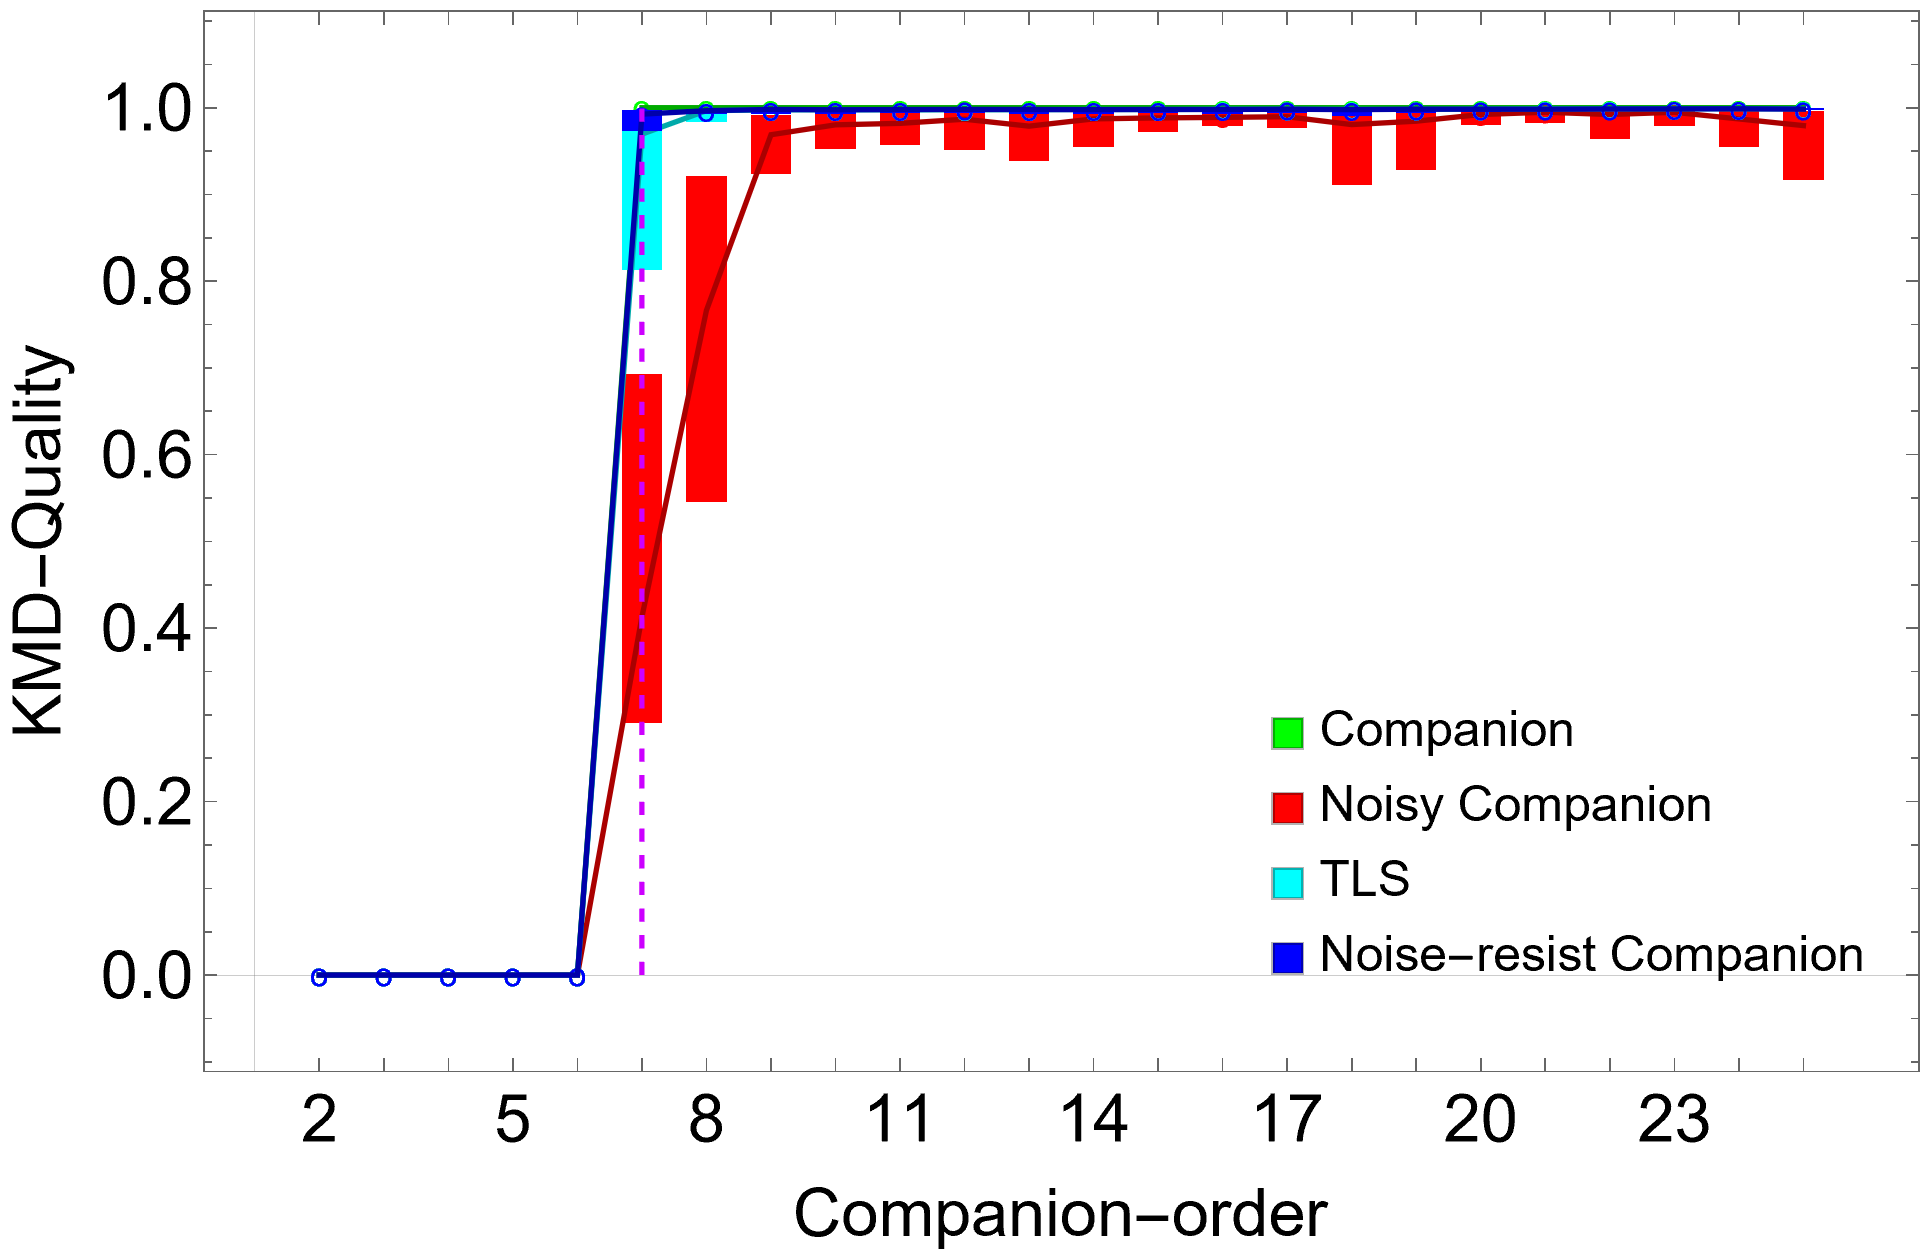 1.0
0.8
0.6
0.4
0.2
0.0
KMD-Quality
Companion
Noisy Companion
TLS
Noise-resist Companion
2 5 8 11 14 17 20 23
Companion-order